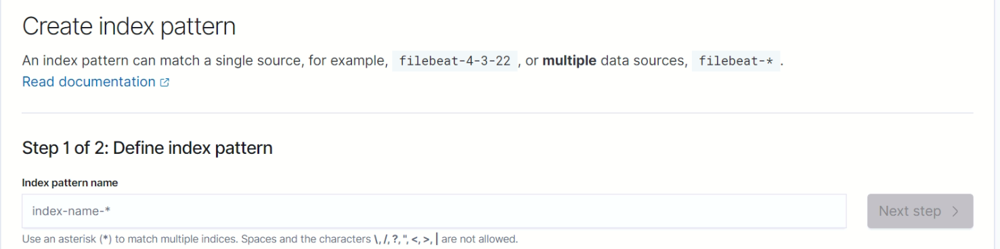 Create index pattern
An index pattern can match a single source, for example, filebeat-4-3-22 , or multiple data sources, filebeat-* .
Read documentation
Step 1 of 2: Define index pattern
Index pattern name
index-name-*
Next step
Use an asterisk (*) to match multiple indices. Spaces and the characters \, /, ?, ", <, >, | are not allowed.